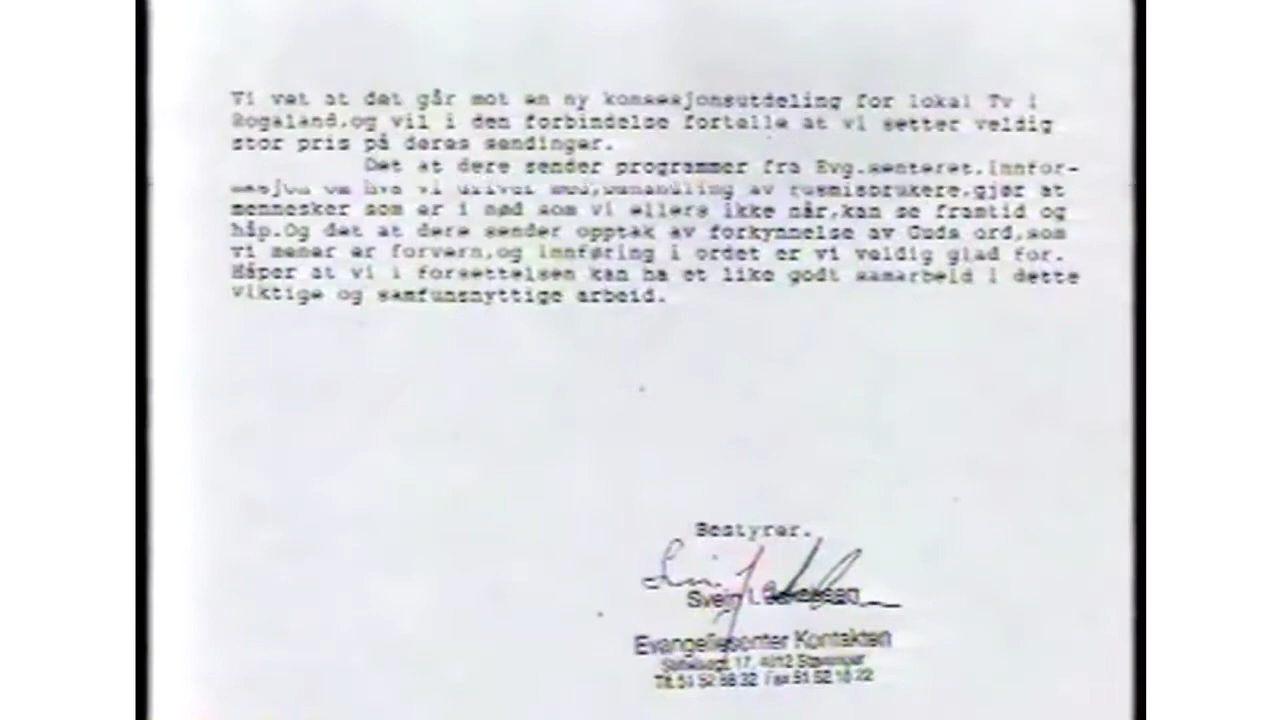 Vi vet at det går mot en ny konsesjonsutdeling for lokal Tv i
Rogaland,og vil i den forbindelse fortelle at vi setter veldig
stor pris på deres sendinger.
Det at dere sender programmer fra Evg.senteret,innfor-
om hva vi driver med,behandling av rusmisbrukere,gjør at
mennesker som er i nød som vi ellers ikke når,kan se framtid og
håp.Og det at dere sender opptak av forkynnelse av Guds ord,som
vi mener er forvern,og innføring i ordet er vi veldig glad for.
Håper at vi i forsettelsen kan ha et like godt samarbeid i dette
viktige og samfunsnyttige arbeid.
Bestyrer.
Svein
Evangeliesenter Kontakten
17, 4012 Stavanger